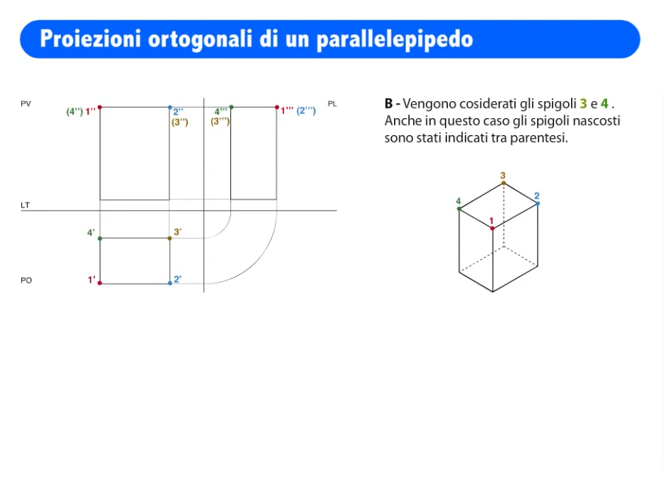 Proiezioni ortogonali di un parallelepipedo
PV
(4'') 1''
2''
(3'')
4'''
(3''')
1''' (2''')
PL
B - Vengono cosiderati gli spigoli 3 e 4 .
Anche in questo caso gli spigoli nascosti
sono stati indicati tra parentesi.
3
4
2
1
LT
4'
3'
PO
1'
2'